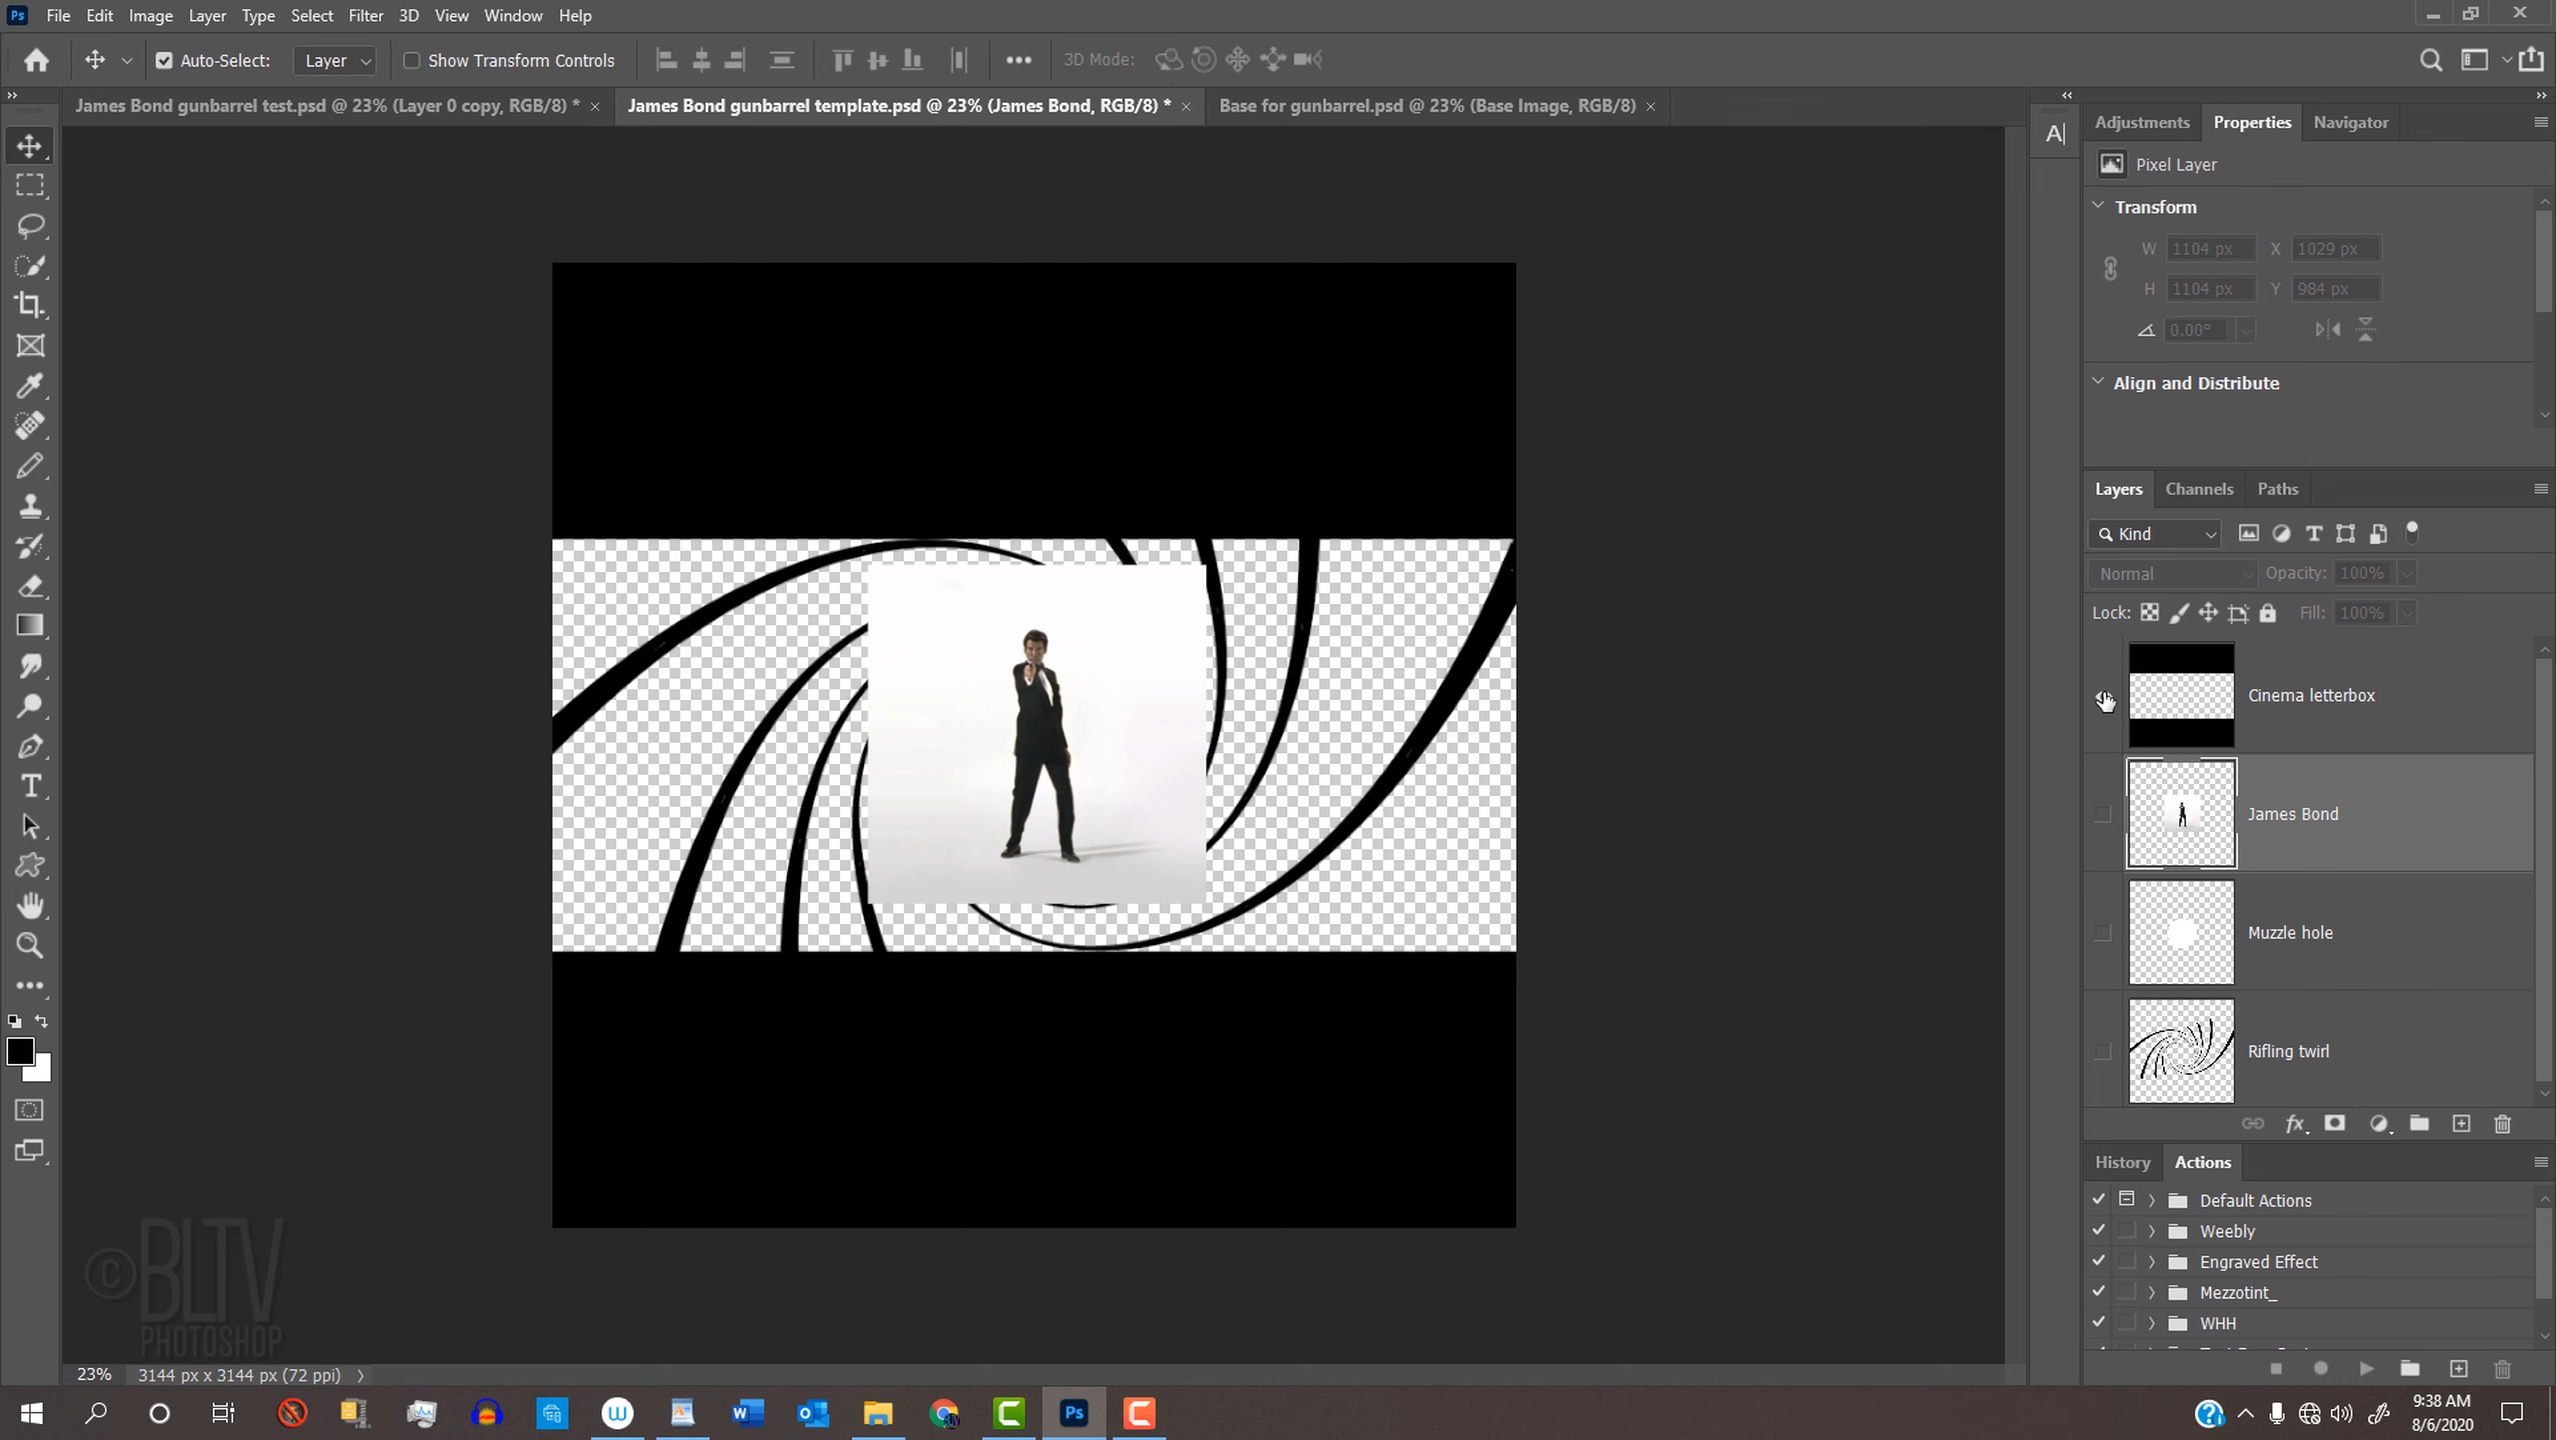 Ps File Edit Image Layer Type Select Filter 3D View Window Help
Auto-Select: Layer Show Transform Controls 3D Mode:
James Bond gunbarrel test.psd @ 23% (Layer 0 copy, RGB/8) * James Bond gunbarrel template.psd @ 23% (James Bond, RGB/8) * Base for gunbarrel.psd @ 23% (Base Image, RGB/8)
A Adjustments Properties Navigator
Pixel Layer
Transform
W 1104 px X 1029 px
H 1104 px Y 984 px
0.00°
Align and Distribute
Layers Channels Paths
Kind
Normal Opacity: 100%
Lock: Fill: 100%
Cinema letterbox
James Bond
Muzzle hole
Rifling twirl
fx
History Actions
Default Actions
Weebly
Engraved Effect
Mezzotint_
WHH
© BLTV
PHOTOSHOP
23% 3144 px x 3144 px (72 ppi)
Ps
9:38 AM
8/6/2020